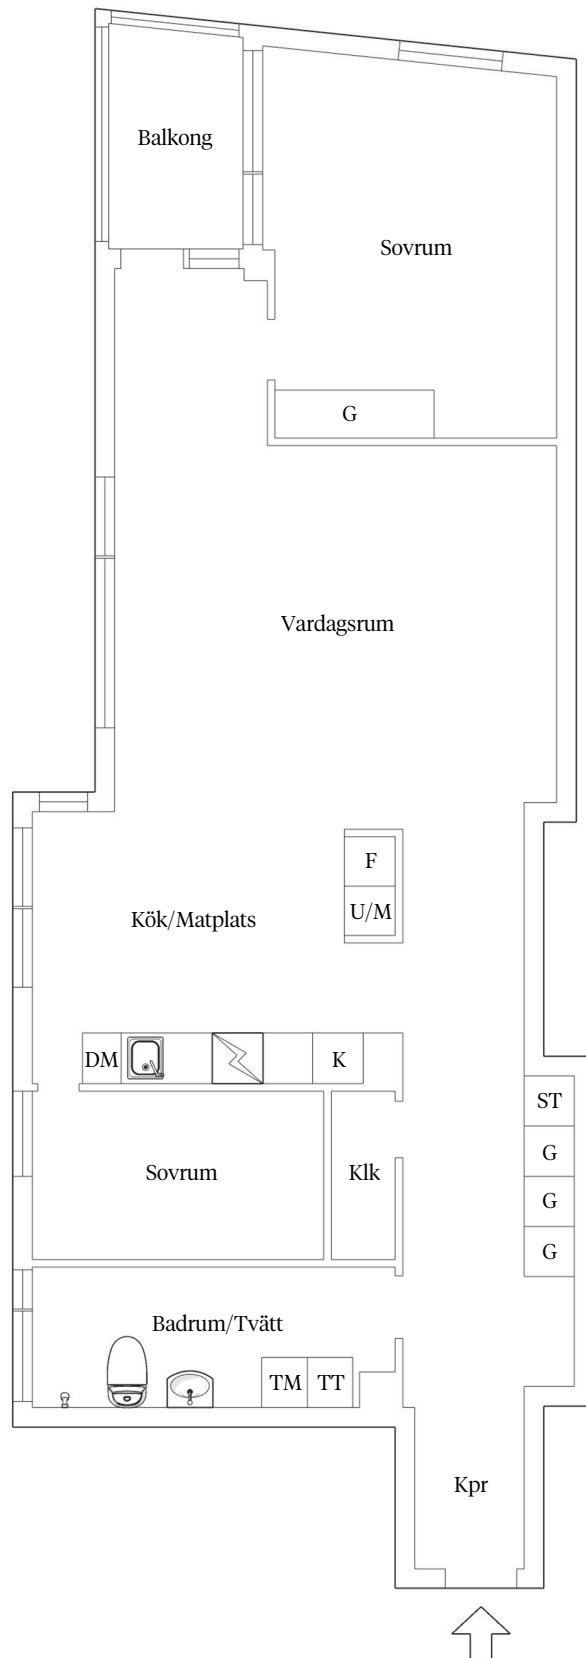 Balkong
Sovrum
G
Vardagsrum
F
Kök/Matplats
U/M
DM
K
ST
G
Sovrum
Klk
G
G
Badrum/Tvätt
TM
TT
Kpr